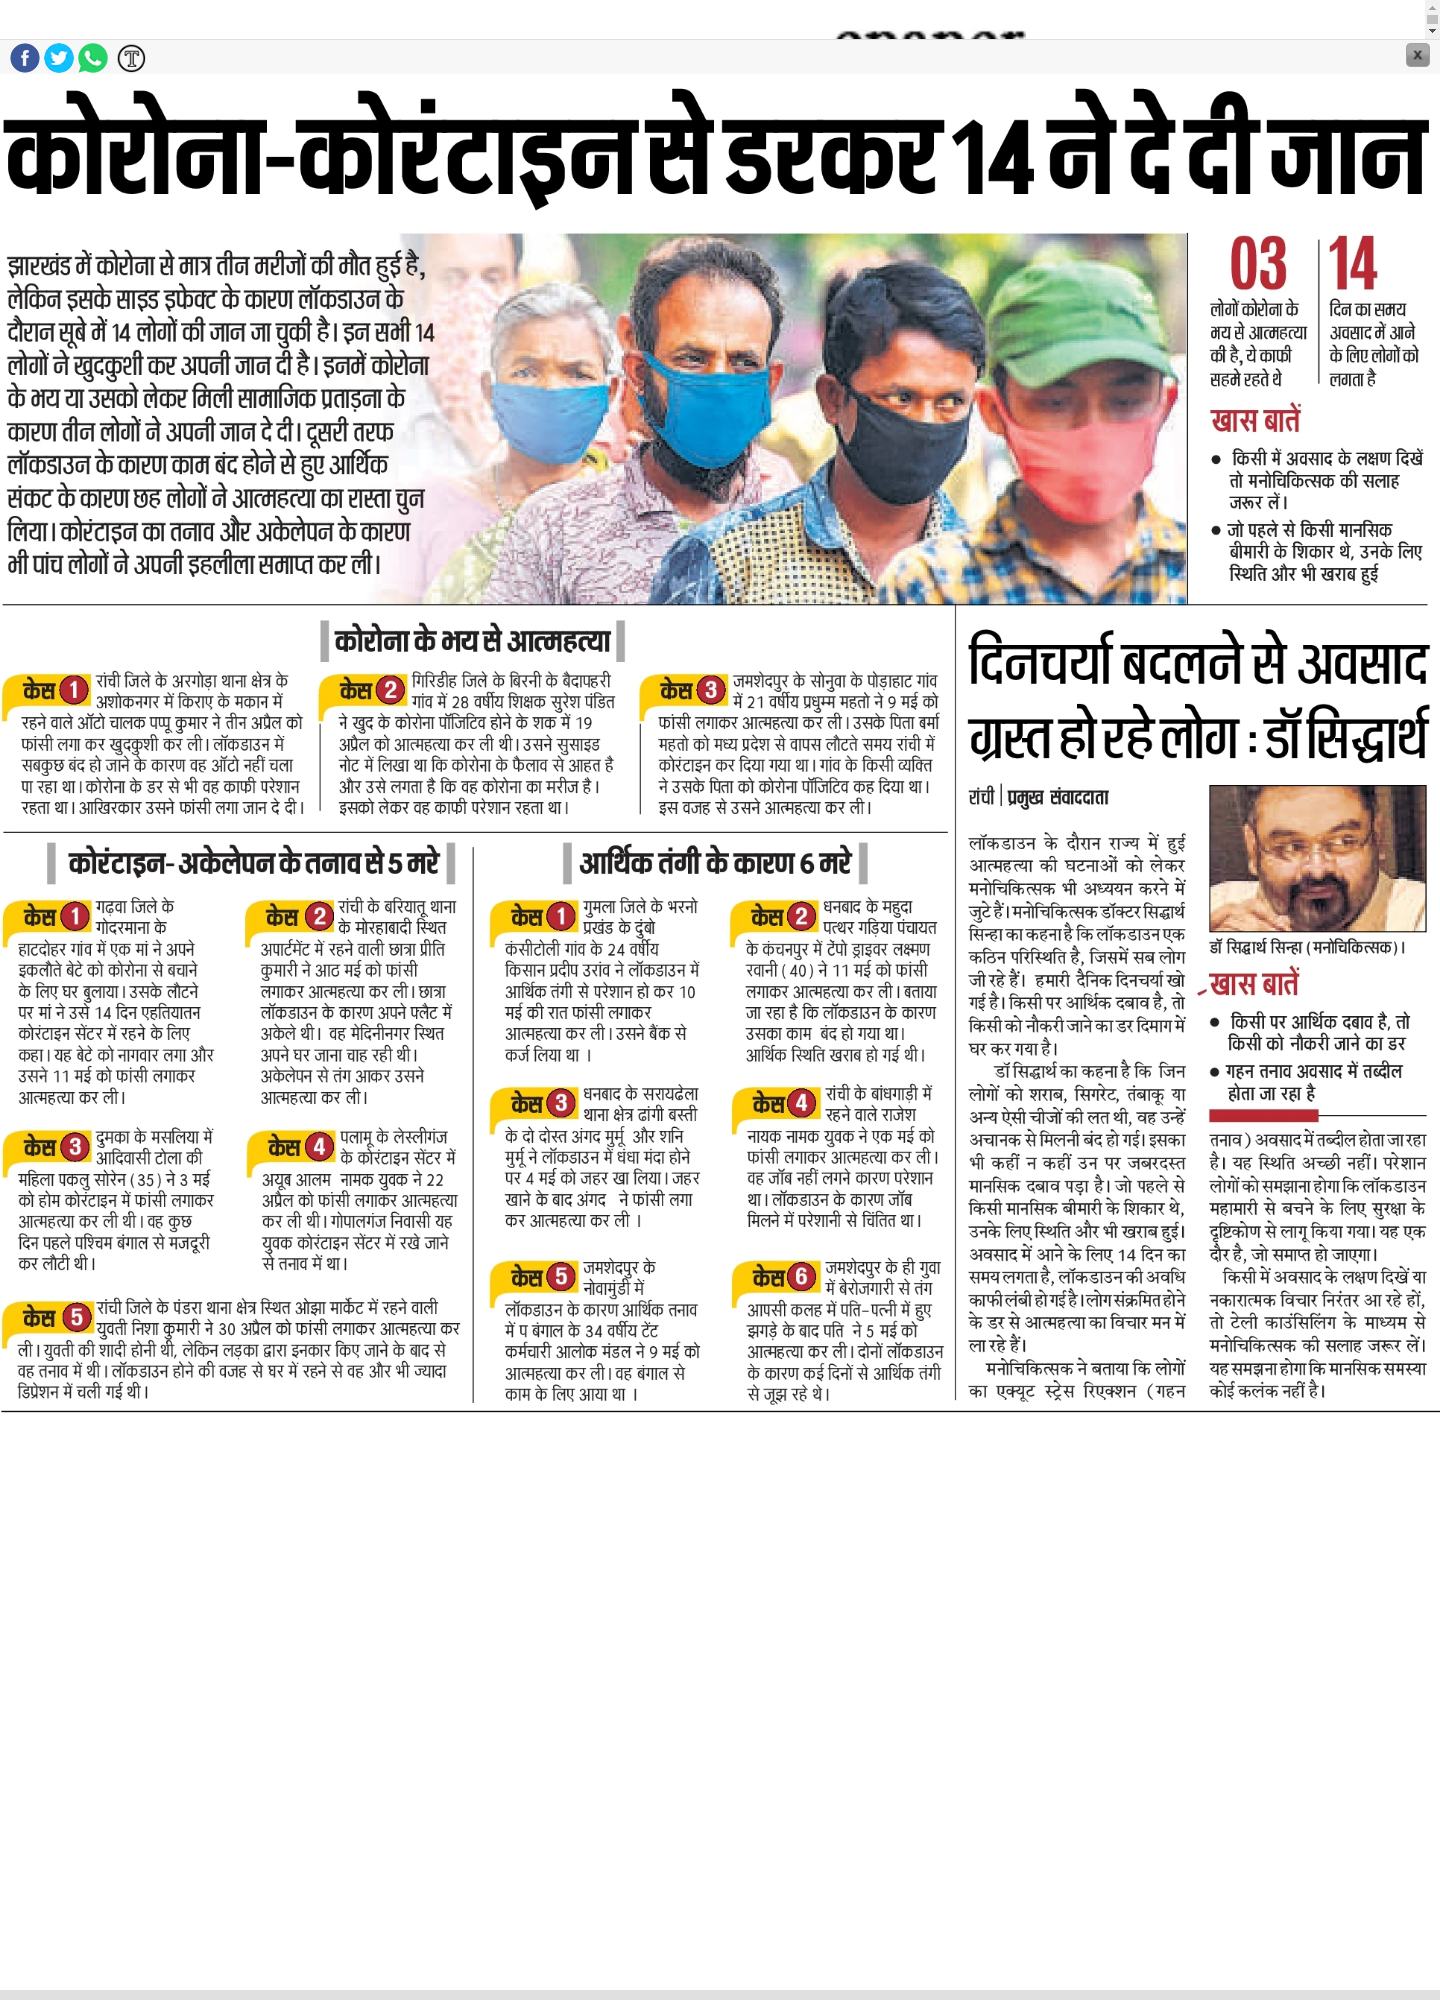 कोरोना-कोरंटाइन से डरकर 14 ने दे दी जान
झारखंड में कोरोना से मात्र तीन मरीजों की मौत हुई है,
लेकिन इसके साइड इफेक्ट के कारण लॉकडाउन के
दौरान सूबे में 14 लोगों की जान जा चुकी है। इन सभी 14
लोगों ने खुदकुशी कर अपनी जान दी है। इनमें कोरोना
के भय या उसको लेकर मिली सामाजिक प्रताड़ना के
कारण तीन लोगों ने अपनी जान दे दी। दूसरी तरफ
लॉकडाउन के कारण काम बंद होने से हुए आर्थिक
संकट के कारण छह लोगों ने आत्महत्या का रास्ता चुन
लिया। कोरंटाइन का तनाव और अकेलेपन के कारण
भी पांच लोगों ने अपनी इहलीला समाप्त कर ली।
03
लोगों कोरोना के
भय से आत्महत्या
की है, ये काफी
सहमे रहते थे
14
दिन का समय
अवसाद में आने
के लिए लोगों को
लगता है
खास बातें
● किसी में अवसाद के लक्षण दिखें
तो मनोचिकित्सक की सलाह
जरूर लें।
● जो पहले से किसी मानसिक
बीमारी के शिकार थे, उनके लिए
स्थिति और भी खराब हुई
कोरोना के भय से आत्महत्या
केस 1 रांची जिले के अरगोड़ा थाना क्षेत्र के
अशोकनगर में किराए के मकान में
रहने वाले ऑटो चालक पप्पू कुमार ने तीन अप्रैल को
फांसी लगा कर खुदकुशी कर ली। लॉकडाउन में
सबकुछ बंद हो जाने के कारण वह ऑटो नहीं चला
पा रहा था। कोरोना के डर से भी वह काफी परेशान
रहता था। आखिरकार उसने फांसी लगा जान दे दी।
केस 2 गिरिडीह जिले के बिरनी के बैदापहरी
गांव में 28 वर्षीय शिक्षक सुरेश पंडित
ने खुद के कोरोना पॉजिटिव होने के शक में 19
अप्रैल को आत्महत्या कर ली थी। उसने सुसाइड
नोट में लिखा था कि कोरोना के फैलाव से आहत है
और उसे लगता है कि वह कोरोना का मरीज है।
इसको लेकर वह काफी परेशान रहता था।
केस 3 जमशेदपुर के सोनुवा के पोड़ाहाट गांव
में 21 वर्षीय प्रघुम्म महतो ने 9 मई को
फांसी लगाकर आत्महत्या कर ली। उसके पिता बर्मा
महतो को मध्य प्रदेश से वापस लौटते समय रांची में
कोरंटाइन कर दिया गया था। गांव के किसी व्यक्ति
ने उसके पिता को कोरोना पॉजिटिव कह दिया था।
इस वजह से उसने आत्महत्या कर ली।
कोरंटाइन- अकेलेपन के तनाव से 5 मरे
केस 1 गढ़वा जिले के
गोदरमाना के
हाटदोहर गांव में एक मां ने अपने
इकलौते बेटे को कोरोना से बचाने
के लिए घर बुलाया। उसके लौटने
पर मां ने उसे 14 दिन एहतियातन
कोरंटाइन सेंटर में रहने के लिए
कहा। यह बेटे को नागवार लगा और
उसने 11 मई को फांसी लगाकर
आत्महत्या कर ली।
केस 2 रांची के बरियातू थाना
के मोरहाबादी स्थित
अपार्टमेंट में रहने वाली छात्रा प्रीति
कुमारी ने आठ मई को फांसी
लगाकर आत्महत्या कर ली। छात्रा
लॉकडाउन के कारण अपने फ्लैट में
अकेले थी। वह मेदिनीनगर स्थित
अपने घर जाना चाह रही थी।
अकेलेपन से तंग आकर उसने
आत्महत्या कर ली।
केस 3 दुमका के मसलिया में
आदिवासी टोला की
महिला पकलु सोरेन (35) ने 3 मई
को होम कोरंटाइन में फांसी लगाकर
आत्महत्या कर ली थी। वह कुछ
दिन पहले पश्चिम बंगाल से मजदूरी
कर लौटी थी।
केस 4 पलामू के लेस्लीगंज
के कोरंटाइन सेंटर में
अयूब आलम नामक युवक ने 22
अप्रैल को फांसी लगाकर आत्महत्या
कर ली थी। गोपालगंज निवासी यह
युवक कोरंटाइन सेंटर में रखे जाने
से तनाव में था।
केस 5 रांची जिले के पंडरा थाना क्षेत्र स्थित ओझा मार्केट में रहने वाली
युवती निशा कुमारी ने 30 अप्रैल को फांसी लगाकर आत्महत्या कर
ली। युवती की शादी होनी थी, लेकिन लड़का द्वारा इनकार किए जाने के बाद से
वह तनाव में थी। लॉकडाउन होने की वजह से घर में रहने से वह और भी ज्यादा
डिप्रेशन में चली गई थी।
आर्थिक तंगी के कारण 6 मरे
केस 1 गुमला जिले के भरनो
प्रखंड के दुंबो
कंसीटोली गांव के 24 वर्षीय
किसान प्रदीप उरांव ने लॉकडाउन में
आर्थिक तंगी से परेशान हो कर 10
मई की रात फांसी लगाकर
आत्महत्या कर ली। उसने बैंक से
कर्ज लिया था ।
केस 2 धनबाद के महुदा
पत्थर गड़िया पंचायत
के कंचनपुर में टेंपो ड्राइवर लक्ष्मण
रवानी (40) ने 11 मई को फांसी
लगाकर आत्महत्या कर ली। बताया
जा रहा है कि लॉकडाउन के कारण
उसका काम बंद हो गया था।
आर्थिक स्थिति खराब हो गई थी।
केस 3 धनबाद के सरायढेला
थाना क्षेत्र ढांगी बस्ती
के दो दोस्त अंगद मुर्मू और शनि
मुर्मू ने लॉकडाउन में धंधा मंदा होने
पर 4 मई को जहर खा लिया। जहर
खाने के बाद अंगद ने फांसी लगा
कर आत्महत्या कर ली ।
केस 4 रांची के बांधगाड़ी में
रहने वाले राजेश
नायक नामक युवक ने एक मई को
फांसी लगाकर आत्महत्या कर ली।
वह जॉब नहीं लगने कारण परेशान
था। लॉकडाउन के कारण जॉब
मिलने में परेशानी से चिंतित था।
केस 5 जमशेदपुर के
नोवामुंडी में
लॉकडाउन के कारण आर्थिक तनाव
में प बंगाल के 34 वर्षीय टेंट
कर्मचारी आलोक मंडल ने 9 मई को
आत्महत्या कर ली। वह बंगाल से
काम के लिए आया था ।
केस 6 जमशेदपुर के ही गुवा
में बेरोजगारी से तंग
आपसी कलह में पति-पत्नी में हुए
झगड़े के बाद पति ने 5 मई को
आत्महत्या कर ली। दोनों लॉकडाउन
के कारण कई दिनों से आर्थिक तंगी
से जूझ रहे थे।
दिनचर्या बदलने से अवसाद
ग्रस्त हो रहे लोग : डॉ सिद्धार्थ
रांची | प्रमुख संवाददाता
लॉकडाउन के दौरान राज्य में हुई
आत्महत्या की घटनाओं को लेकर
मनोचिकित्सक भी अध्ययन करने में
जुटे हैं। मनोचिकित्सक डॉक्टर सिद्धार्थ
सिन्हा का कहना है कि लॉकडाउन एक
कठिन परिस्थिति है, जिसमें सब लोग
जी रहे हैं। हमारी दैनिक दिनचर्या खो
गई है। किसी पर आर्थिक दबाव है, तो
किसी को नौकरी जाने का डर दिमाग में
घर कर गया है।
डॉ सिद्धार्थ का कहना है कि जिन
लोगों को शराब, सिगरेट, तंबाकू या
अन्य ऐसी चीजों की लत थी, वह उन्हें
अचानक से मिलनी बंद हो गई। इसका
भी कहीं न कहीं उन पर जबरदस्त
मानसिक दबाव पड़ा है। जो पहले से
किसी मानसिक बीमारी के शिकार थे,
उनके लिए स्थिति और भी खराब हुई।
अवसाद में आने के लिए 14 दिन का
समय लगता है, लॉकडाउन की अवधि
काफी लंबी हो गई है। लोग संक्रमित होने
के डर से आत्महत्या का विचार मन में
ला रहे हैं।
मनोचिकित्सक ने बताया कि लोगों
का एक्यूट स्ट्रेस रिएक्शन (गहन
डॉ सिद्धार्थ सिन्हा (मनोचिकित्सक)।
खास बातें
● किसी पर आर्थिक दबाव है, तो
किसी को नौकरी जाने का डर
● गहन तनाव अवसाद में तब्दील
होता जा रहा है
तनाव) अवसाद में तब्दील होता जा रहा
है। यह स्थिति अच्छी नहीं। परेशान
लोगों को समझाना होगा कि लॉकडाउन
महामारी से बचने के लिए सुरक्षा के
दृष्टिकोण से लागू किया गया। यह एक
दौर है, जो समाप्त हो जाएगा।
किसी में अवसाद के लक्षण दिखें या
नकारात्मक विचार निरंतर आ रहे हों,
तो टेली काउंसिलिंग के माध्यम से
मनोचिकित्सक की सलाह जरूर लें।
यह समझना होगा कि मानसिक समस्या
कोई कलंक नहीं है।